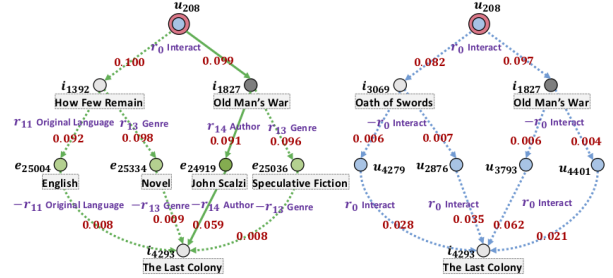 u208
r0 Interact
0.100
0.099
i1392
How Few Remain
i1827
Old Man's War
r11 Original Language
r13 Genre
r14 Author
r13 Genre
0.092
0.098
0.091
0.096
e25004
English
e25334
Novel
e24919
John Scalzi
e25036
Speculative Fiction
−r11 Original Language
−r13 Genre
−r14 Author
−r13 Genre
0.008
0.009
0.059
0.008
i4293
The Last Colony
u208
r0 Interact
0.082
0.097
i3069
Oath of Swords
i1827
Old Man's War
−r0 Interact
−r0 Interact
0.006
0.007
0.006
0.004
u4279
u2876
u3793
u4401
r0 Interact
r0 Interact
r0 Interact
r0 Interact
0.028
0.035
0.062
0.021
i4293
The Last Colony